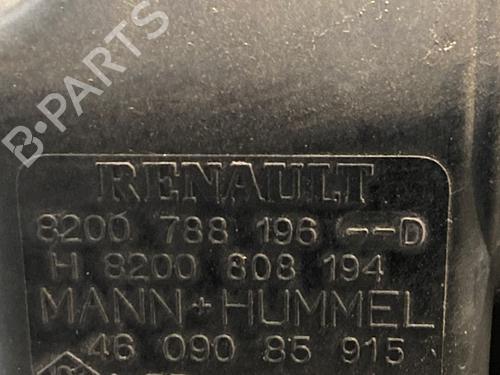 B-PARTS
RENAULT
8200 788 196 --D
H 8200 808 194
MANN+HUMMEL
46 090 85 915